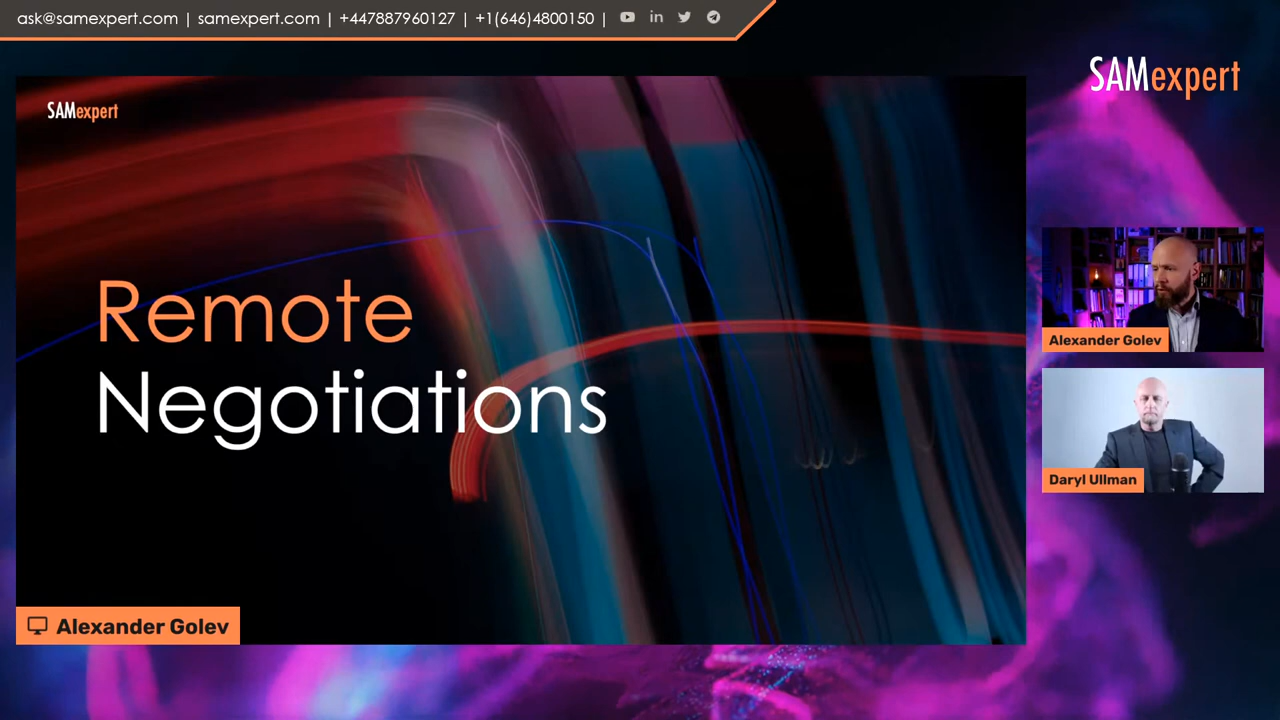 ask@samexpert.com | samexpert.com | +447887960127 | +1(646)4800150 |
SAMexpert
SAMexpert
Remote
Negotiations
Alexander Golev
Daryl Ullman
Alexander Golev